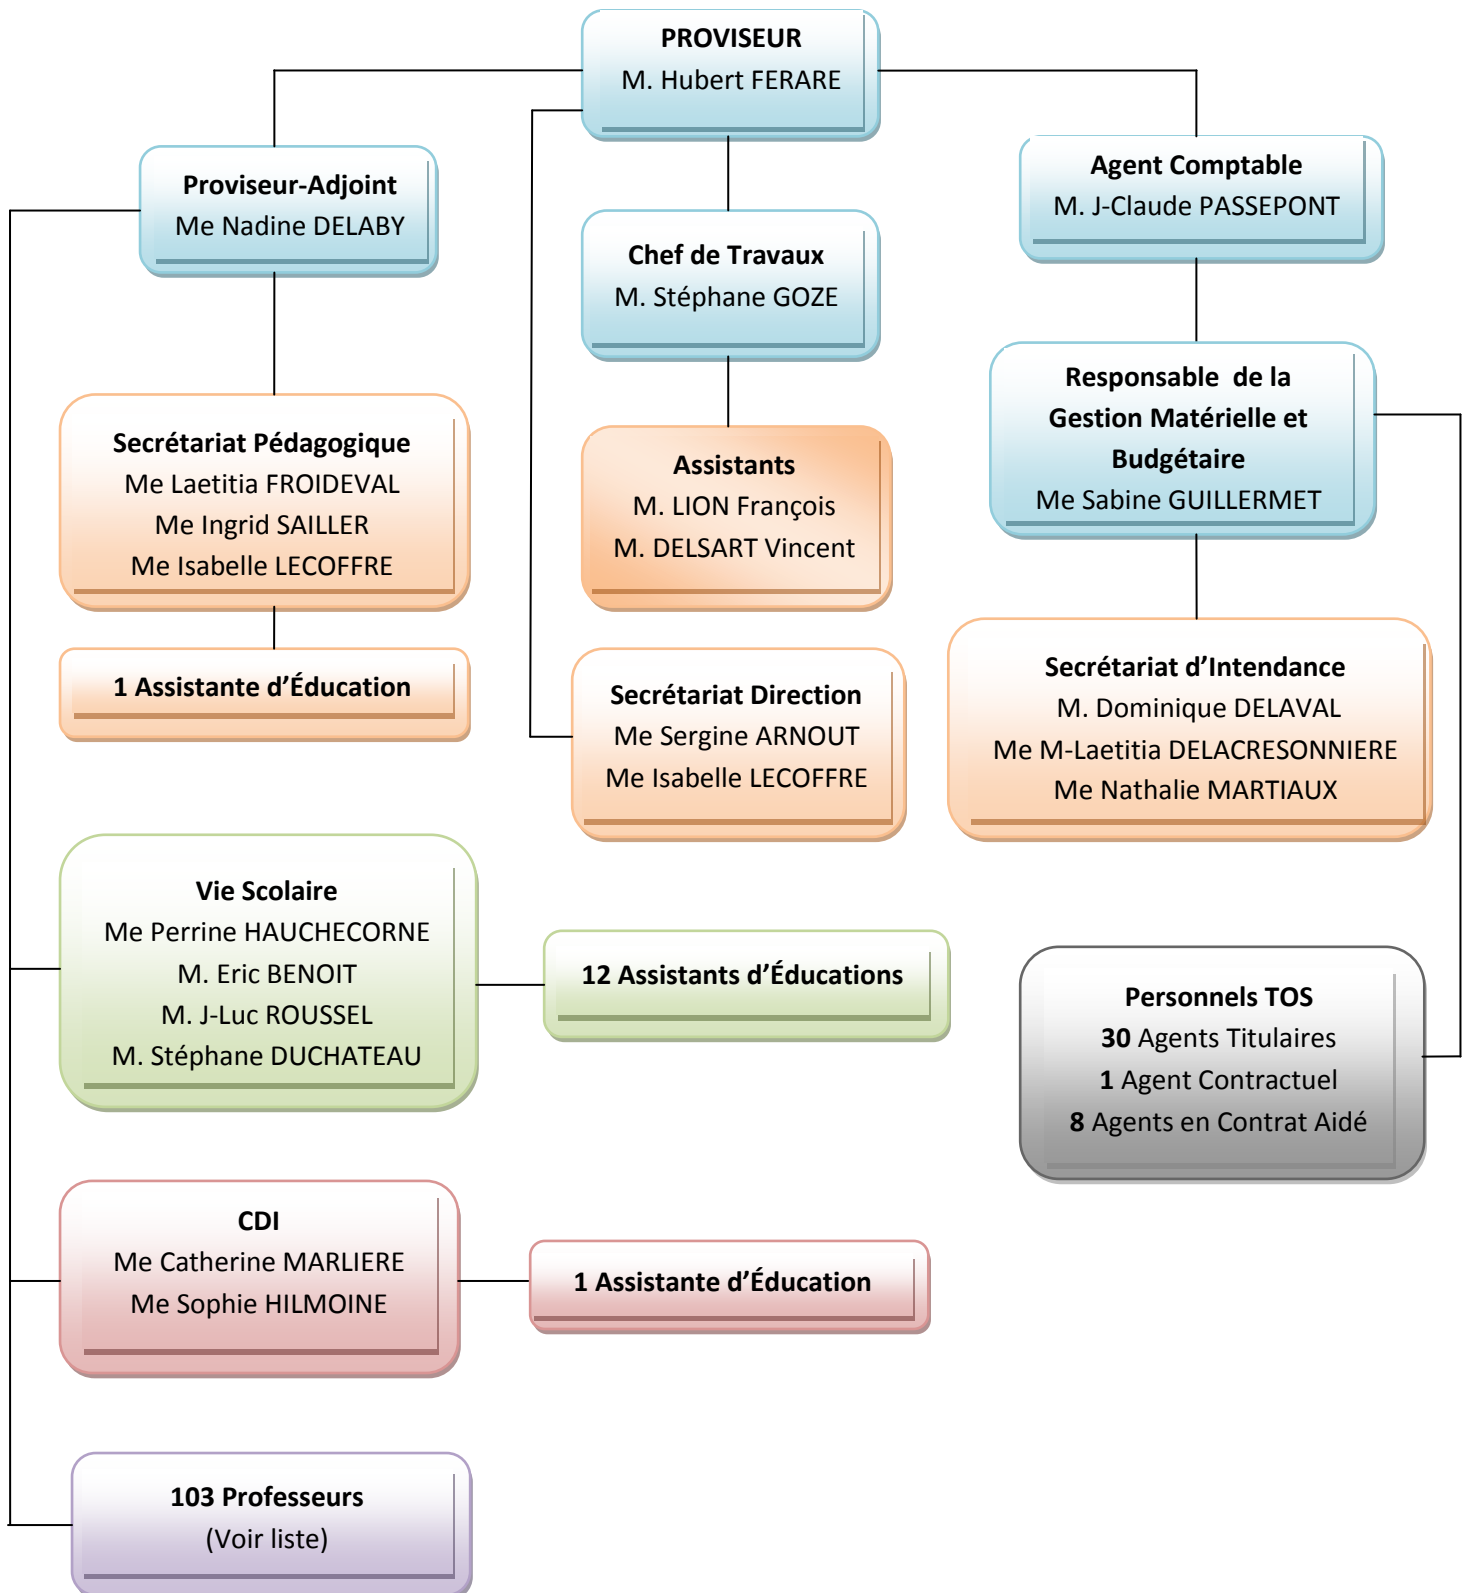 PROVISEUR
M. Hubert FERARE
Proviseur-Adjoint
Me Nadine DELABY
Chef de Travaux
M. Stéphane GOZE
Agent Comptable
M. J-Claude PASSEPONT
Responsable de la
Gestion Matérielle et
Budgétaire
Me Sabine GUILLERMET
Secrétariat Pédagogique
Me Laetitia FROIDEVAL
Me Ingrid SAILLER
Me Isabelle LECOFFRE
Assistants
M. LION François
M. DELSART Vincent
1 Assistante d’Éducation
Secrétariat Direction
Me Sergine ARNOUT
Me Isabelle LECOFFRE
Secrétariat d’Intendance
M. Dominique DELAVAL
Me M-Laetitia DELACRESONNIERE
Me Nathalie MARTIAUX
Vie Scolaire
Me Perrine HAUCHECORNE
M. Eric BENOIT
M. J-Luc ROUSSEL
M. Stéphane DUCHATEAU
12 Assistants d’Éducations
Personnels TOS
30 Agents Titulaires
1 Agent Contractuel
8 Agents en Contrat Aidé
CDI
Me Catherine MARLIERE
Me Sophie HILMOINE
1 Assistante d’Éducation
103 Professeurs
(Voir liste)